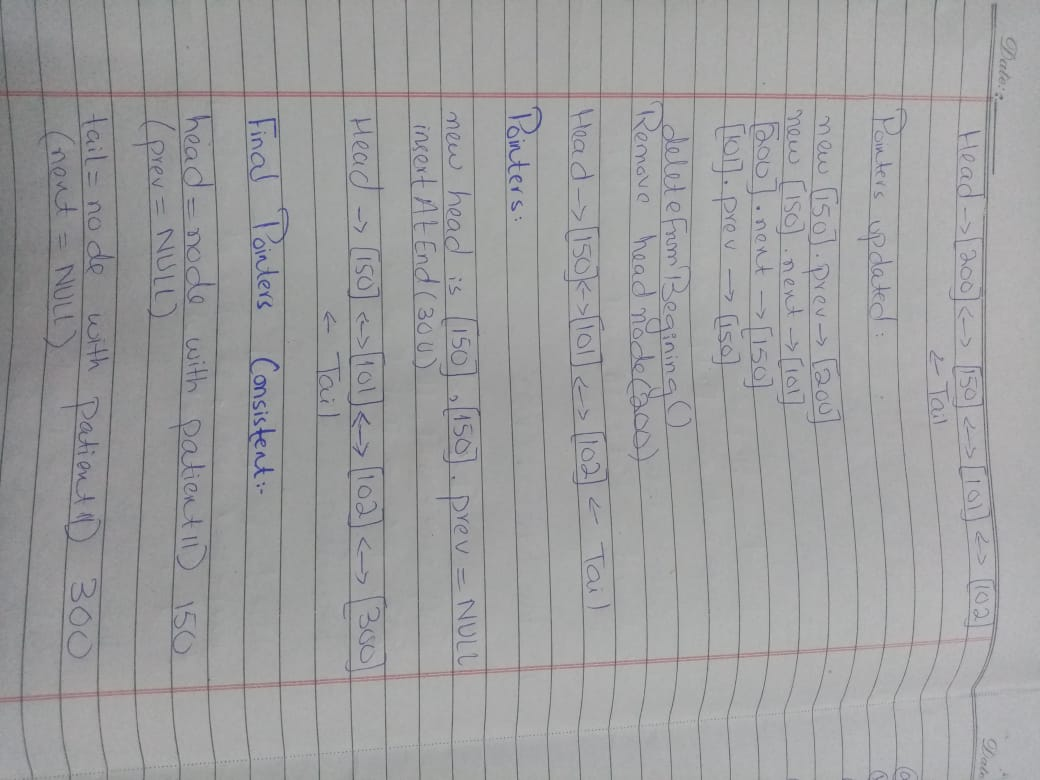 Date:
Head -> [200] <-> [150] <-> [101] <-> [102]
<- Tail
Pointers updated:
new [150].prev -> [200]
new [150].next -> [101]
[200].next -> [150]
[101].prev -> [150]
deletefromBegining()
Remove head node(200)
Head -> [150] <-> [101] <-> [102] <- Tail
Pointers:
new head is [150], [150].prev = NULL
insertAtEnd(300)
Head -> [150] <-> [101] <-> [102] <-> [300]
<- Tail
Final Pointers Consistent:-
head = node with patientID 150
(prev = NULL)
tail = node with patientID 300
(next = NULL)